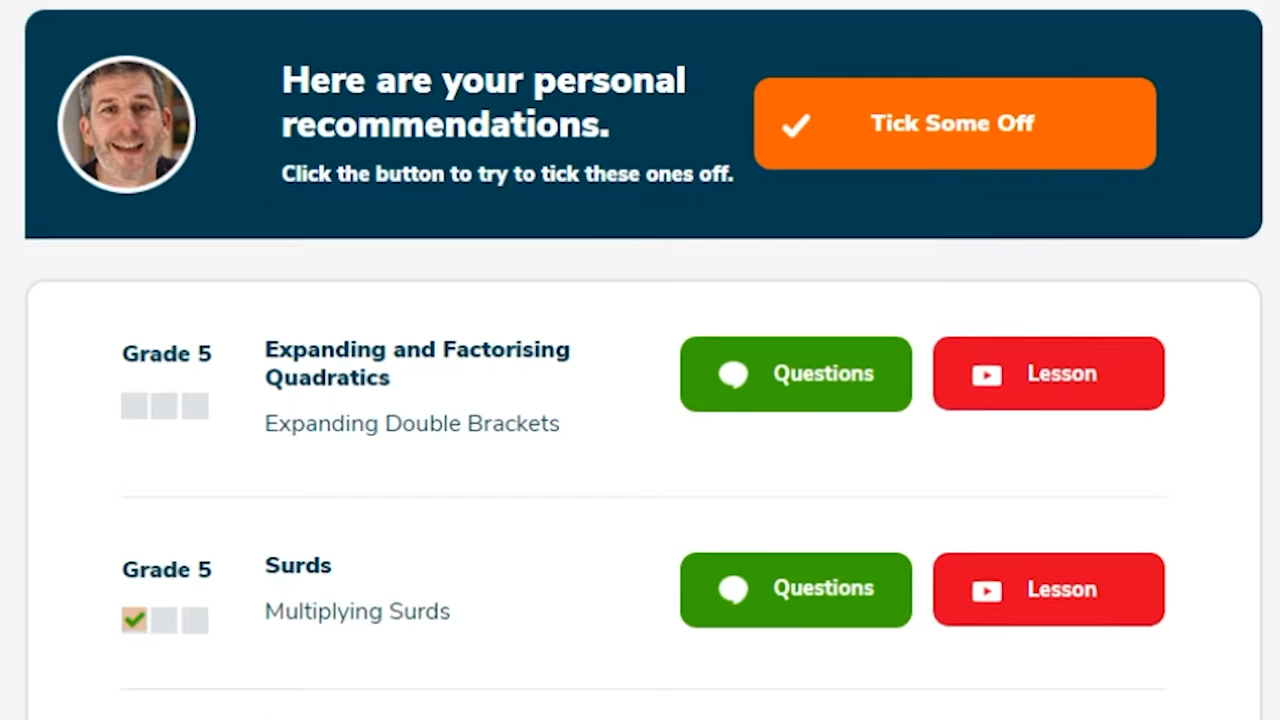 Here are your personal
recommendations.
Click the button to try to tick these ones off.
Tick Some Off
Grade 5
Expanding and Factorising
Quadratics
Expanding Double Brackets
Questions
Lesson
Grade 5
Surds
Multiplying Surds
Questions
Lesson